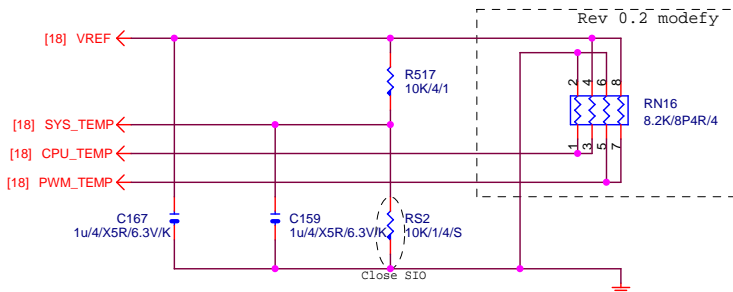 Rev 0.2 modefy
[18] VREF
R517
10K/4/1
2
4
6
8
RN16
8.2K/8P4R/4
[18] SYS_TEMP
1
3
5
7
[18] CPU_TEMP
[18] PWM_TEMP
C167
1u/4/X5R/6.3V/K
C159
1u/4/X5R/6.3V/K
RS2
10K/1/4/S
Close SIO